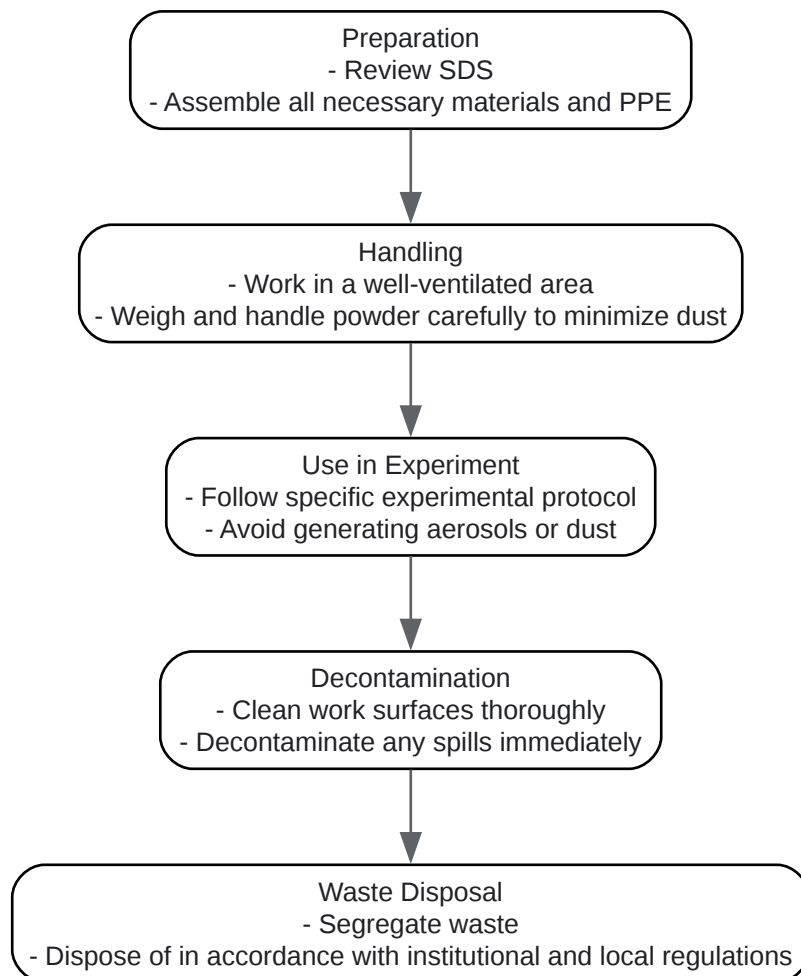 Preparation
- Review SDS
- Assemble all necessary materials and PPE
Handling
- Work in a well-ventilated area
- Weigh and handle powder carefully to minimize dust
Use in Experiment
- Follow specific experimental protocol
- Avoid generating aerosols or dust
Decontamination
- Clean work surfaces thoroughly
- Decontaminate any spills immediately
Waste Disposal
- Segregate waste
- Dispose of in accordance with institutional and local regulations